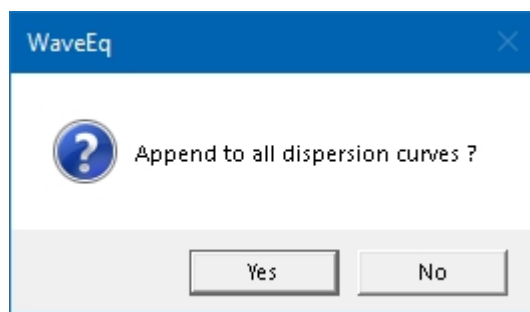 WaveEq
Append to all dispersion curves ?
Yes
No